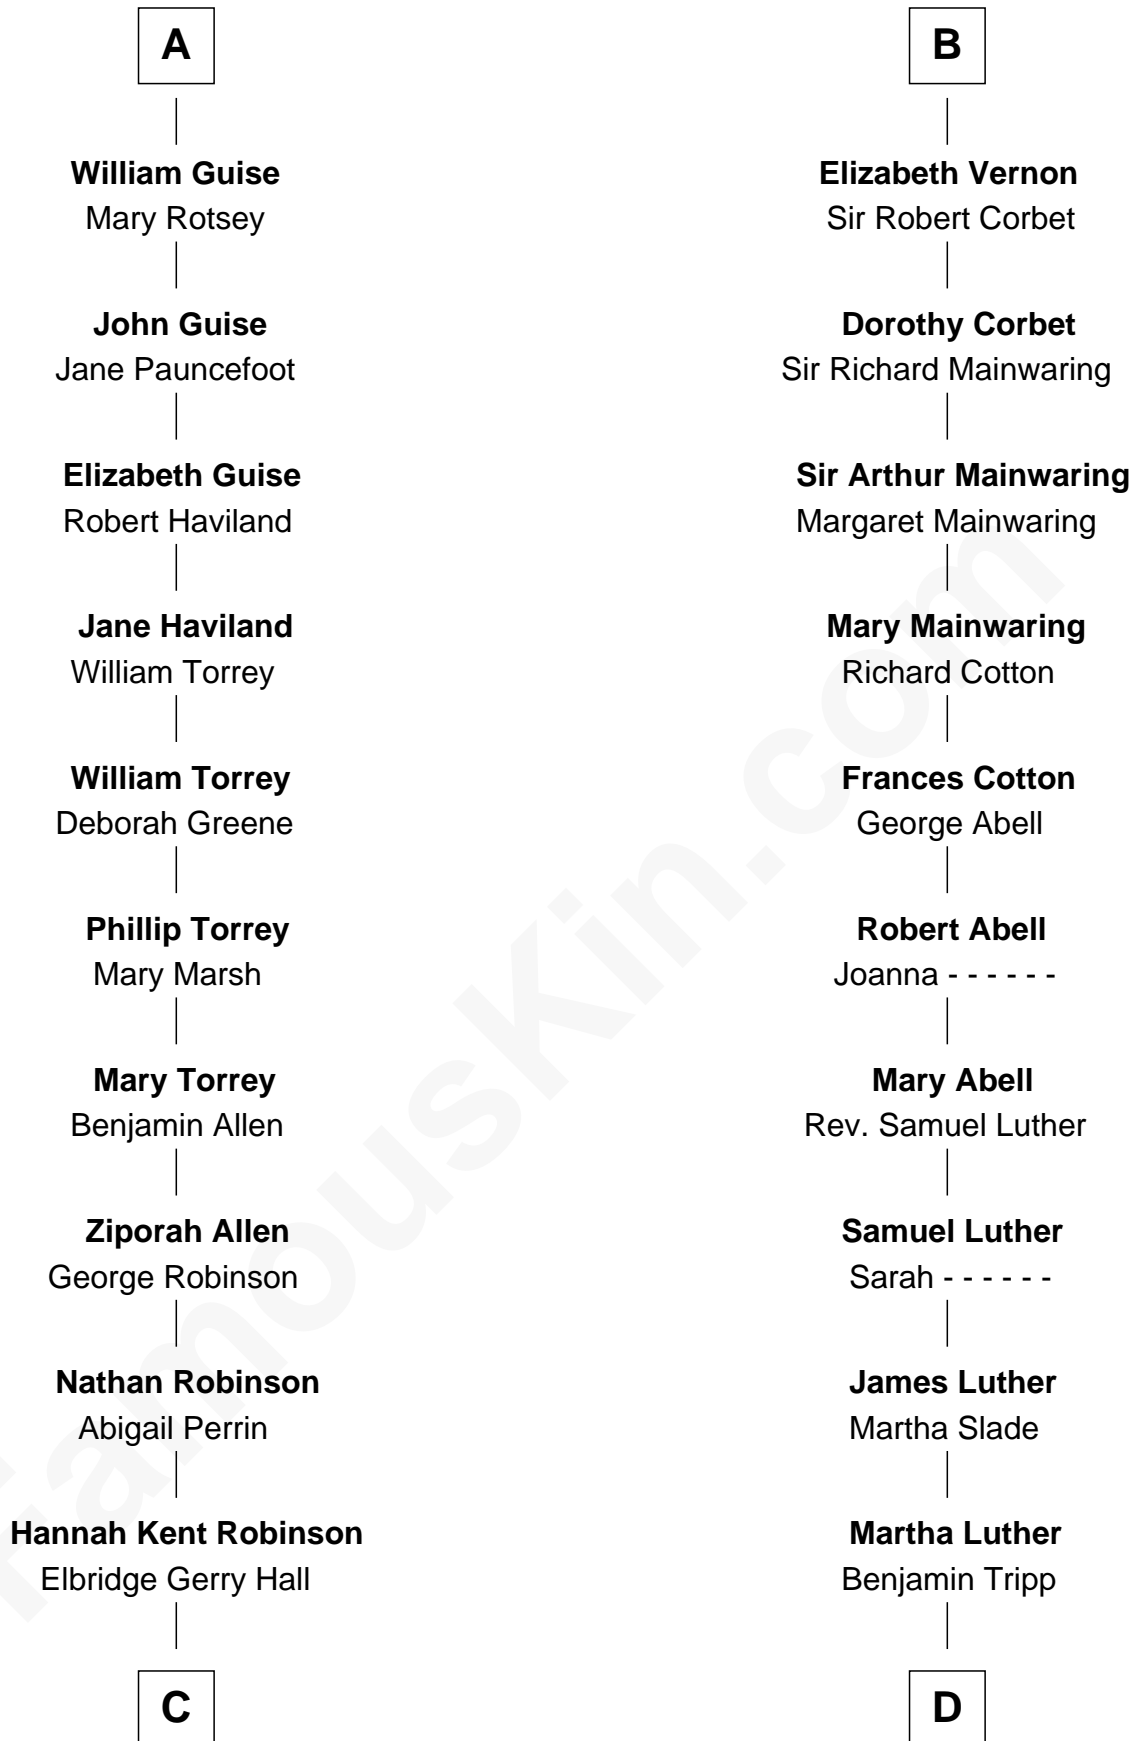 A
William Guise
Mary Rotsey
John Guise
Jane Pauncefoot
Elizabeth Guise
Robert Haviland
Jane Haviland
William Torrey
William Torrey
Deborah Greene
Phillip Torrey
Mary Marsh
Mary Torrey
Benjamin Allen
Ziporah Allen
George Robinson
Nathan Robinson
Abigail Perrin
Hannah Kent Robinson
Elbridge Gerry Hall
C
B
Elizabeth Vernon
Sir Robert Corbet
Dorothy Corbet
Sir Richard Mainwaring
Sir Arthur Mainwaring
Margaret Mainwaring
Mary Mainwaring
Richard Cotton
Frances Cotton
George Abell
Robert Abell
Joanna - - - - - -
Mary Abell
Rev. Samuel Luther
Samuel Luther
Sarah - - - - - -
James Luther
Martha Slade
Martha Luther
Benjamin Tripp
D
FamousKin.com